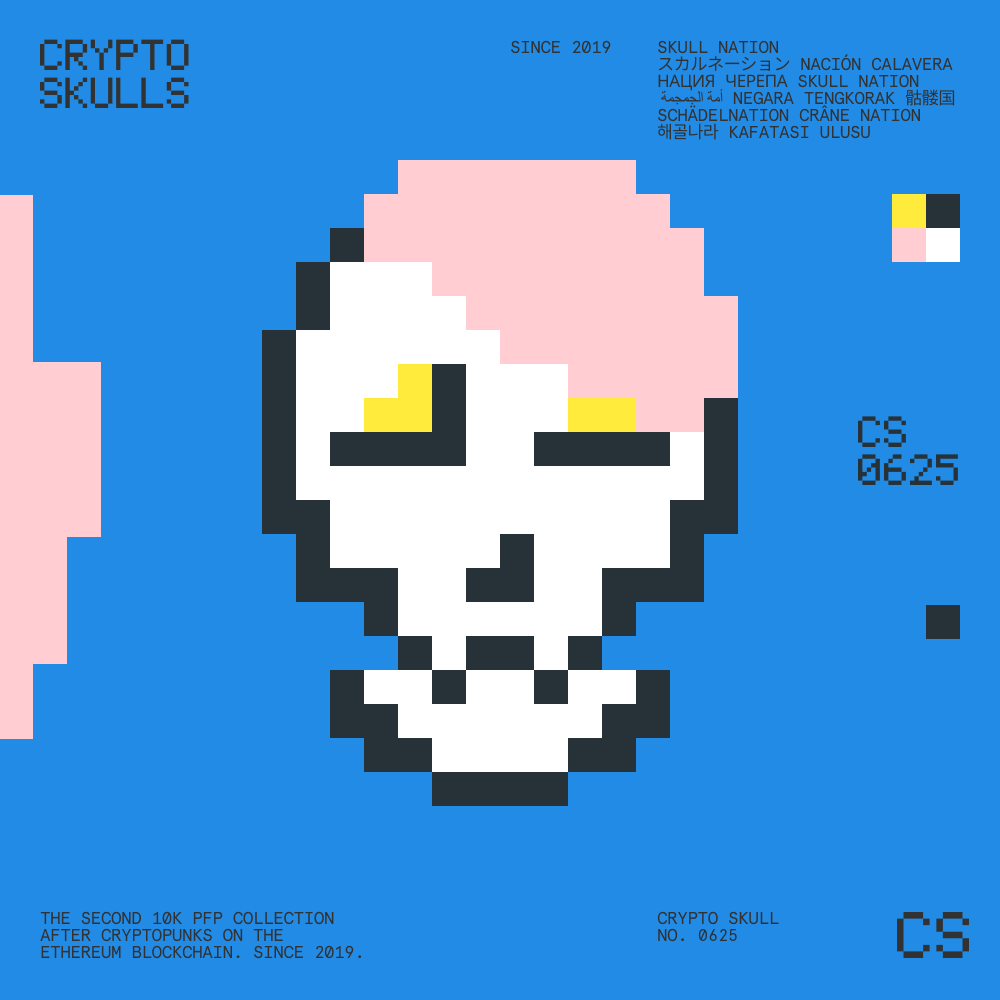 CRYPTO
SKULLS
SINCE 2019
SKULL NATION
スカルネーション NACIÓN CALAVERA
НАЦИЯ ЧЕРЕПА SKULL NATION
أمة الجمجمة NEGARA TENGKORAK 骷髅国
SCHÄDELNATION CRÂNE NATION
해골나라 KAFATASI ULUSU
CS
0625
THE SECOND 10K PFP COLLECTION
AFTER CRYPTOPUNKS ON THE
ETHEREUM BLOCKCHAIN. SINCE 2019.
CRYPTO SKULL
NO. 0625
CS